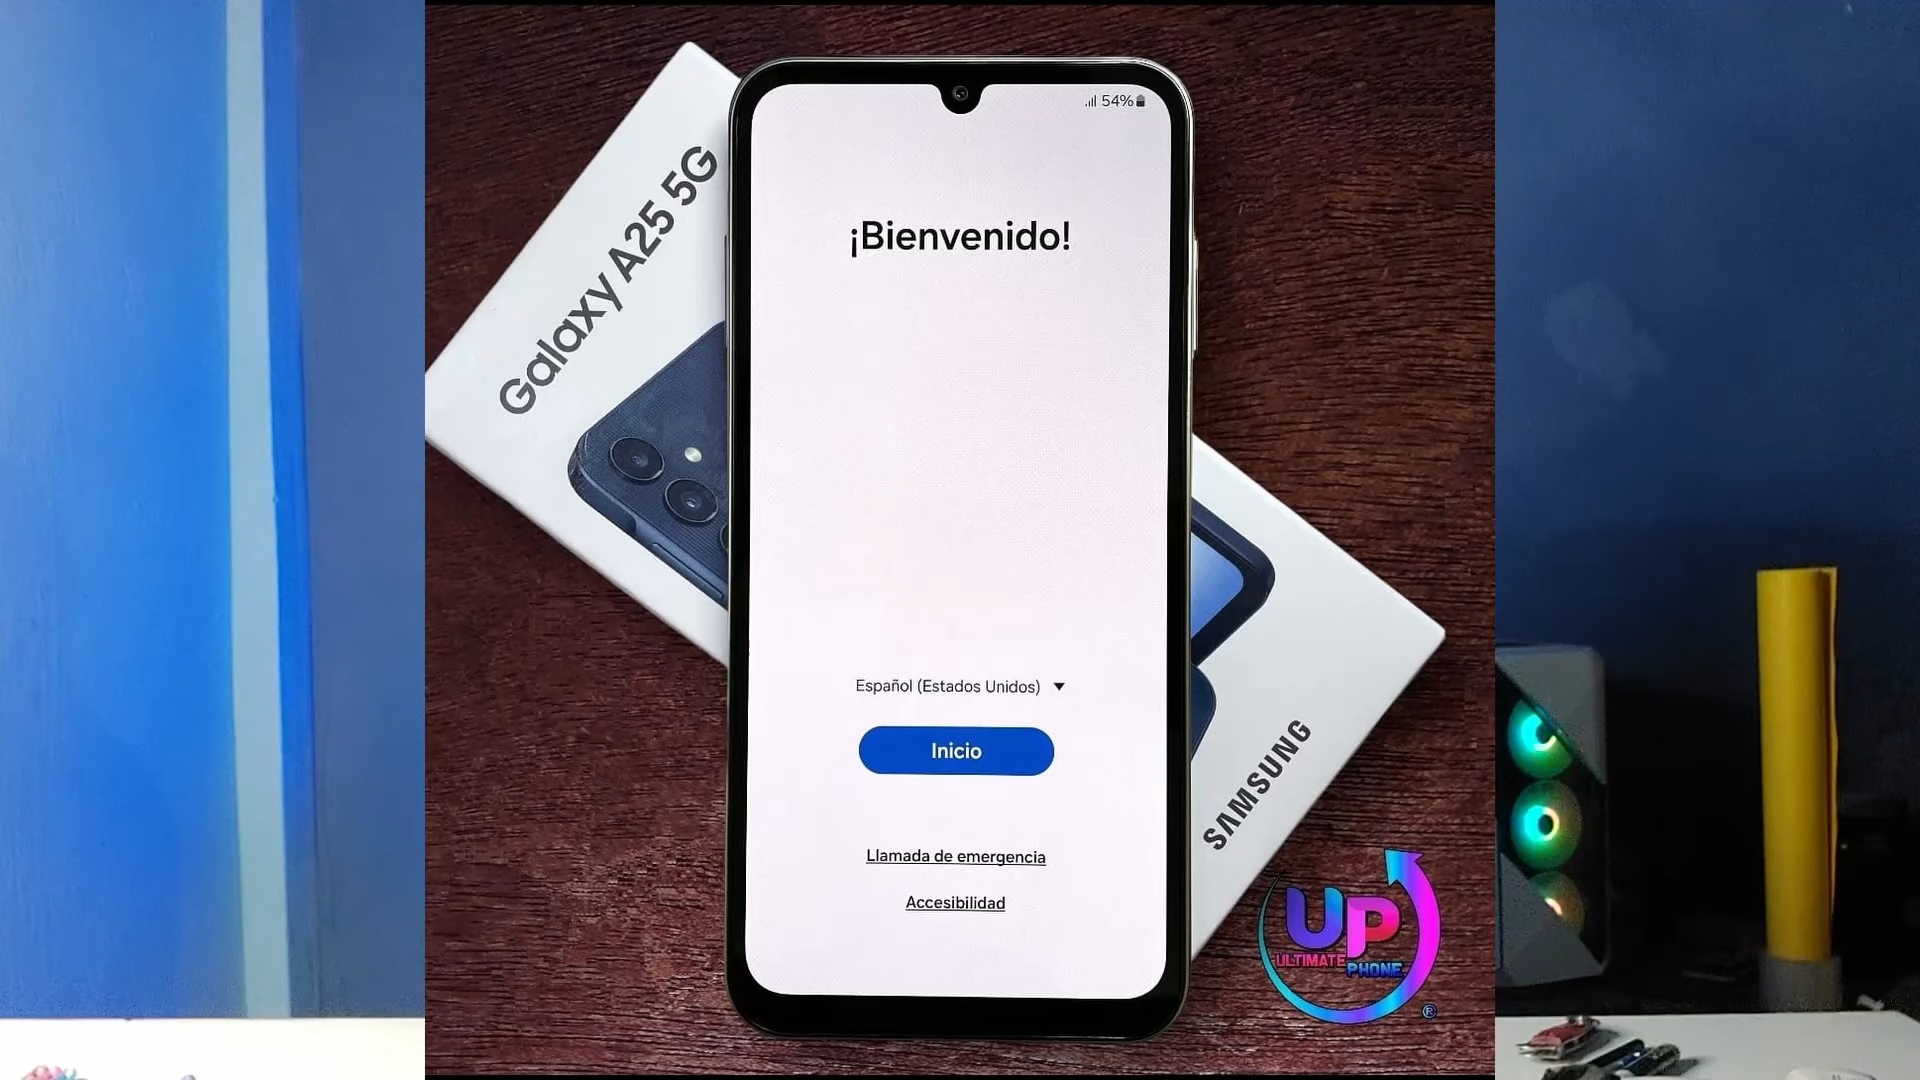 54%
Galaxy A25 5G
¡Bienvenido!
Español (Estados Unidos)
Inicio
SAMSUNG
Llamada de emergencia
Accesibilidad
UP
ULTIMATE
PHONE
®